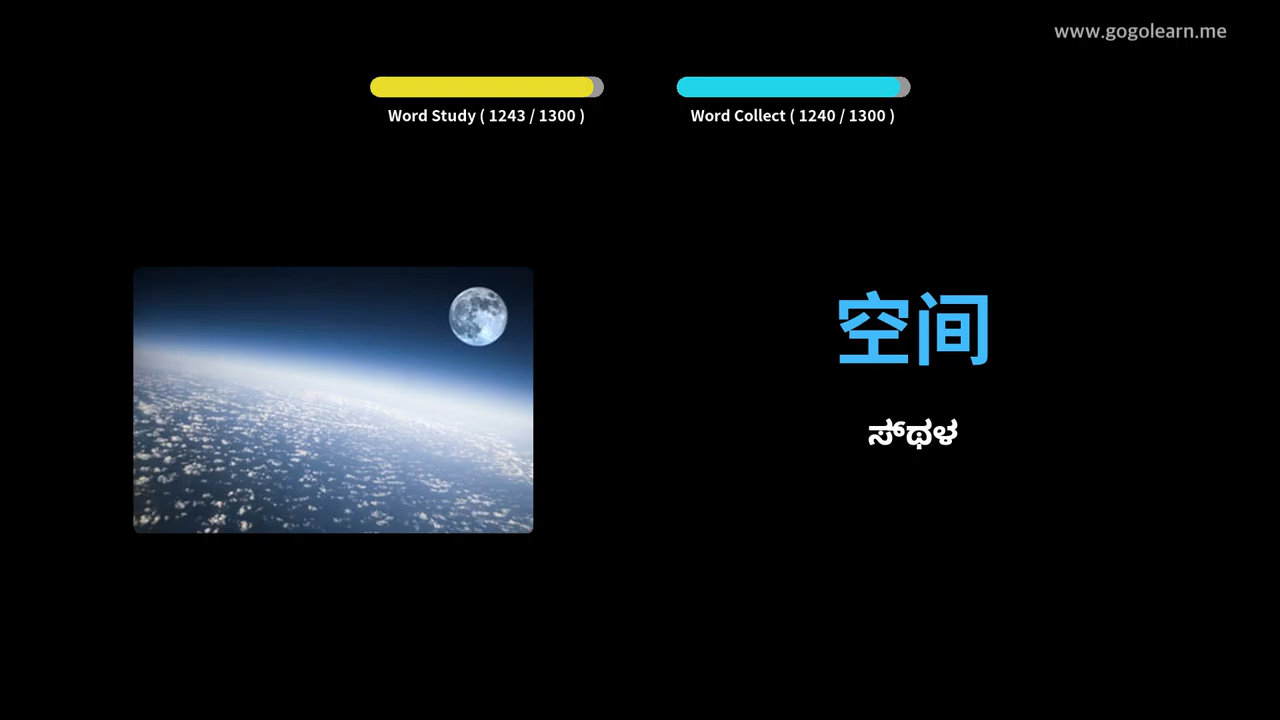 www.gogolearn.me
Word Study ( 1243 / 1300 )
Word Collect ( 1240 / 1300 )
空间
ಸ್ಥಳ